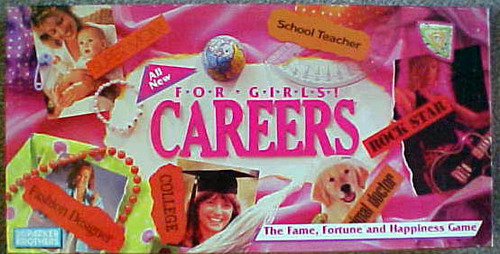 School Teacher
All
New
FOR GIRLS!
CAREERS
ROCK STAR
Fashion Designer
COLLEGE
doctor
The Fame, Fortune and Happiness Game
PARKER
BROTHERS